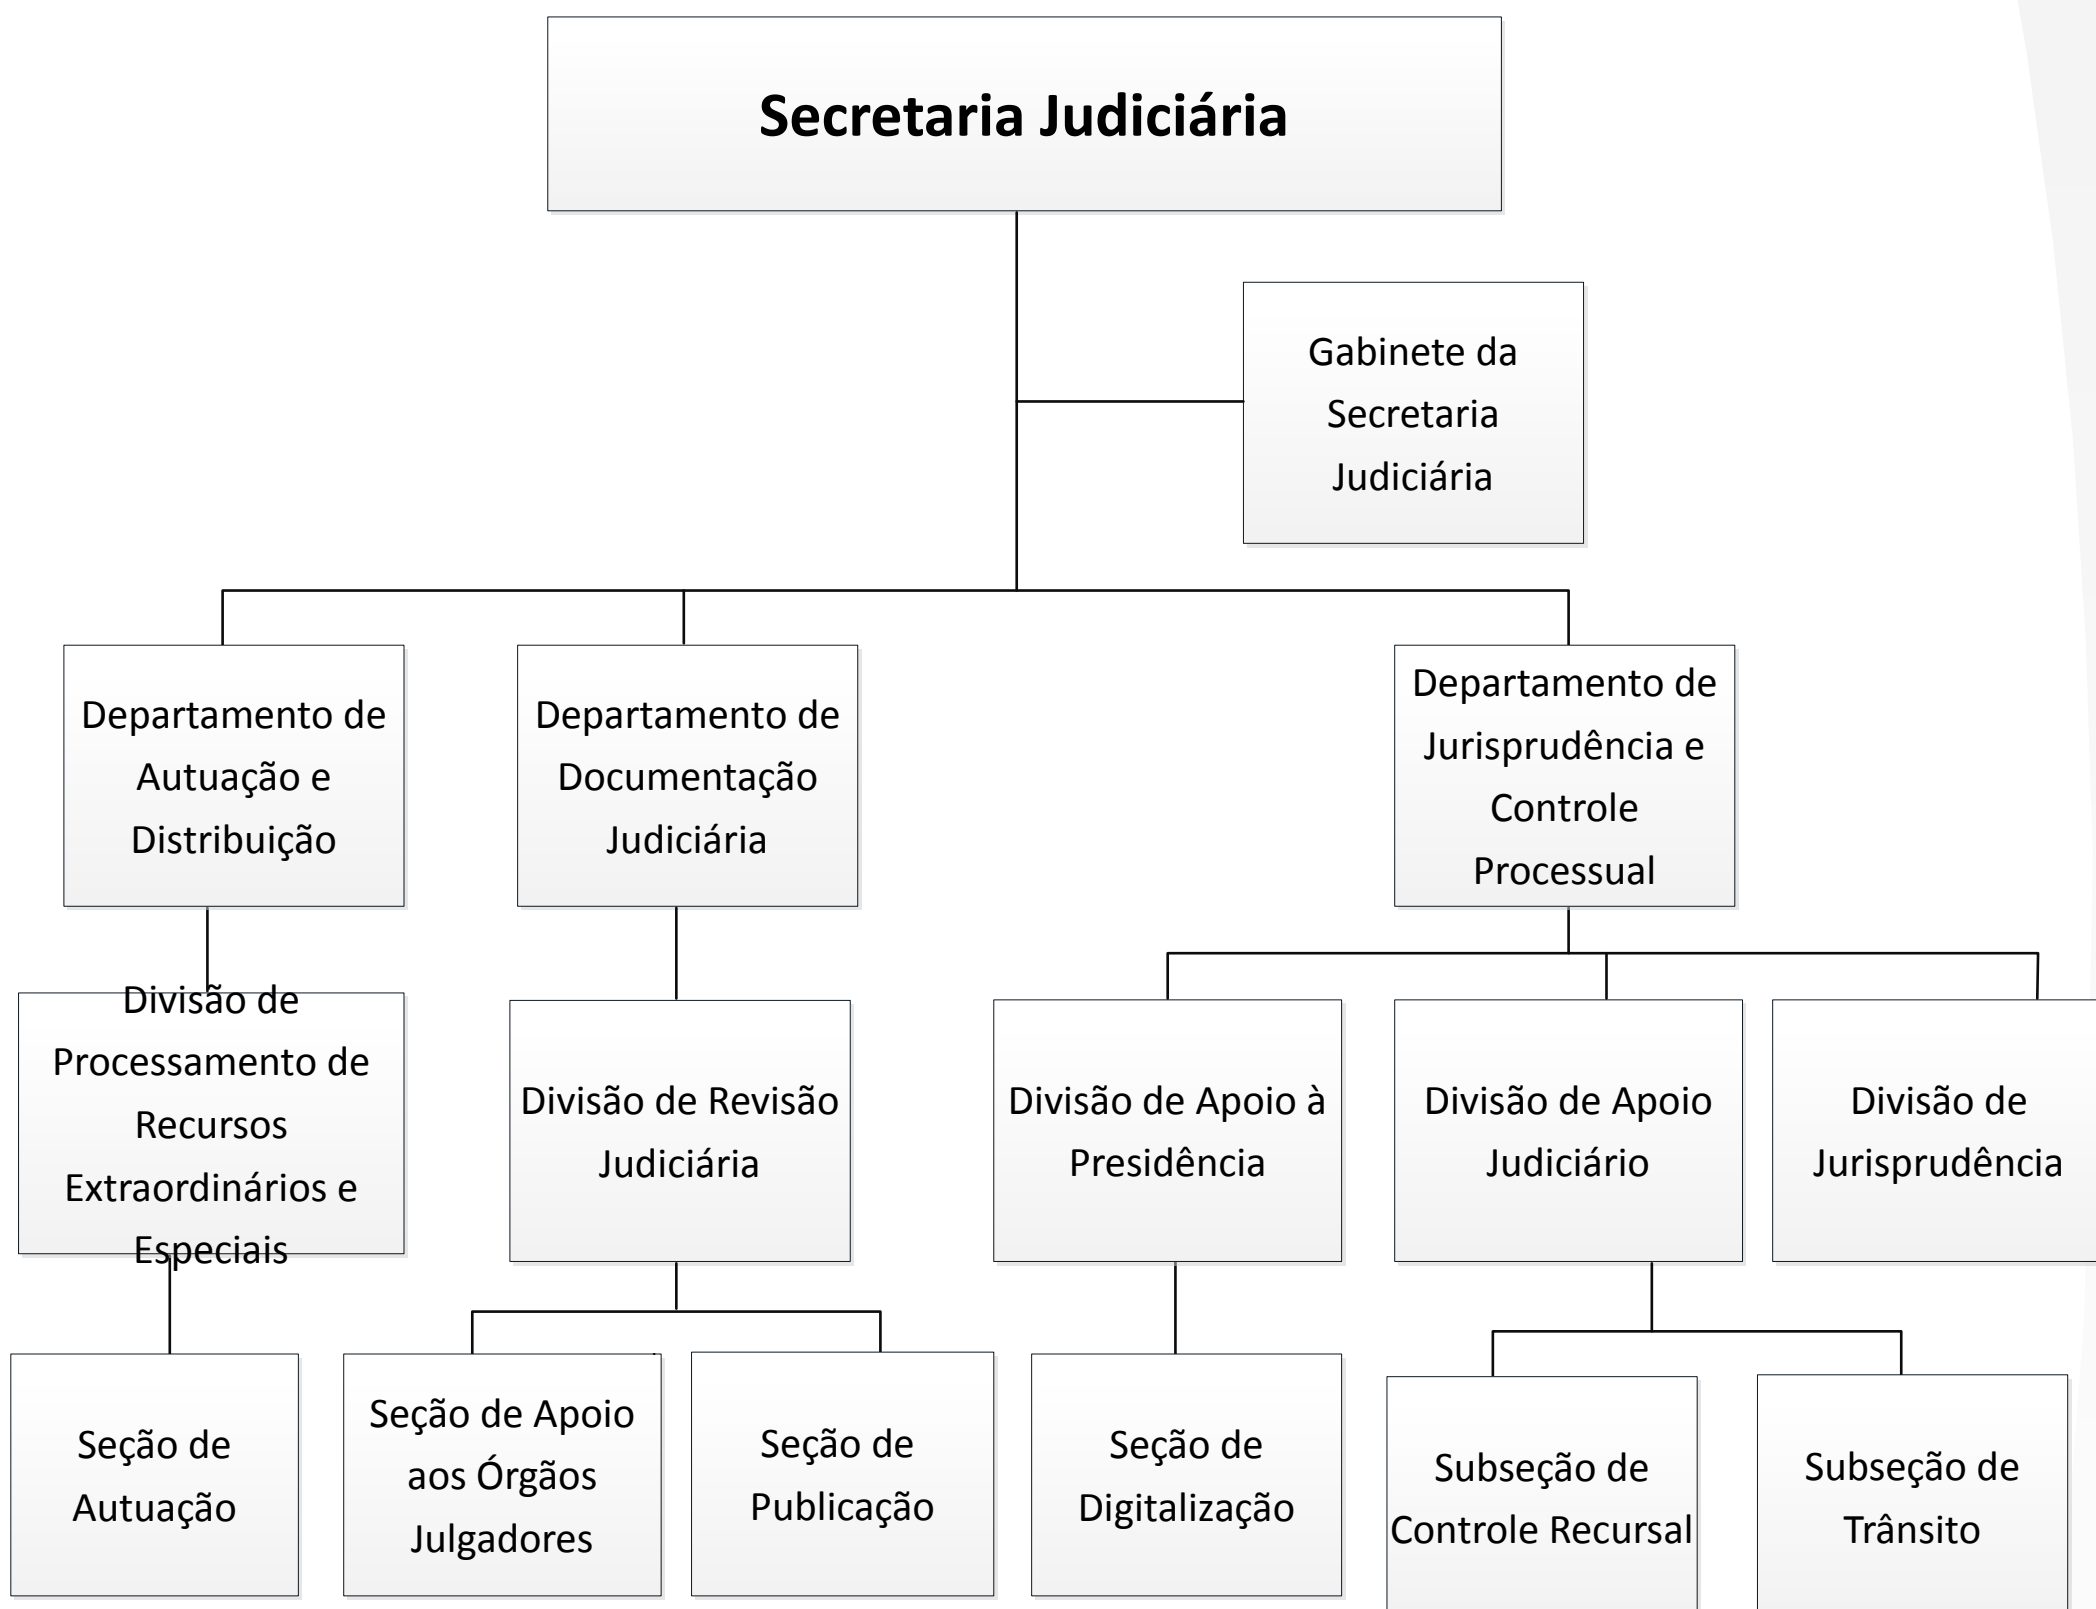 Secretaria Judiciária
Gabinete da
Secretaria
Judiciária
Departamento de
Autuação e
Distribuição
Departamento de
Documentação
Judiciária
Departamento de
Jurisprudência e
Controle
Processual
Divisão de
Processamento de
Recursos
Extraordinários e
Especiais
Divisão de Revisão
Judiciária
Divisão de Apoio à
Presidência
Divisão de Apoio
Judiciário
Divisão de
Jurisprudência
Seção de
Autuação
Seção de Apoio
aos Órgãos
Julgadores
Seção de
Publicação
Seção de
Digitalização
Subseção de
Controle Recursal
Subseção de
Trânsito